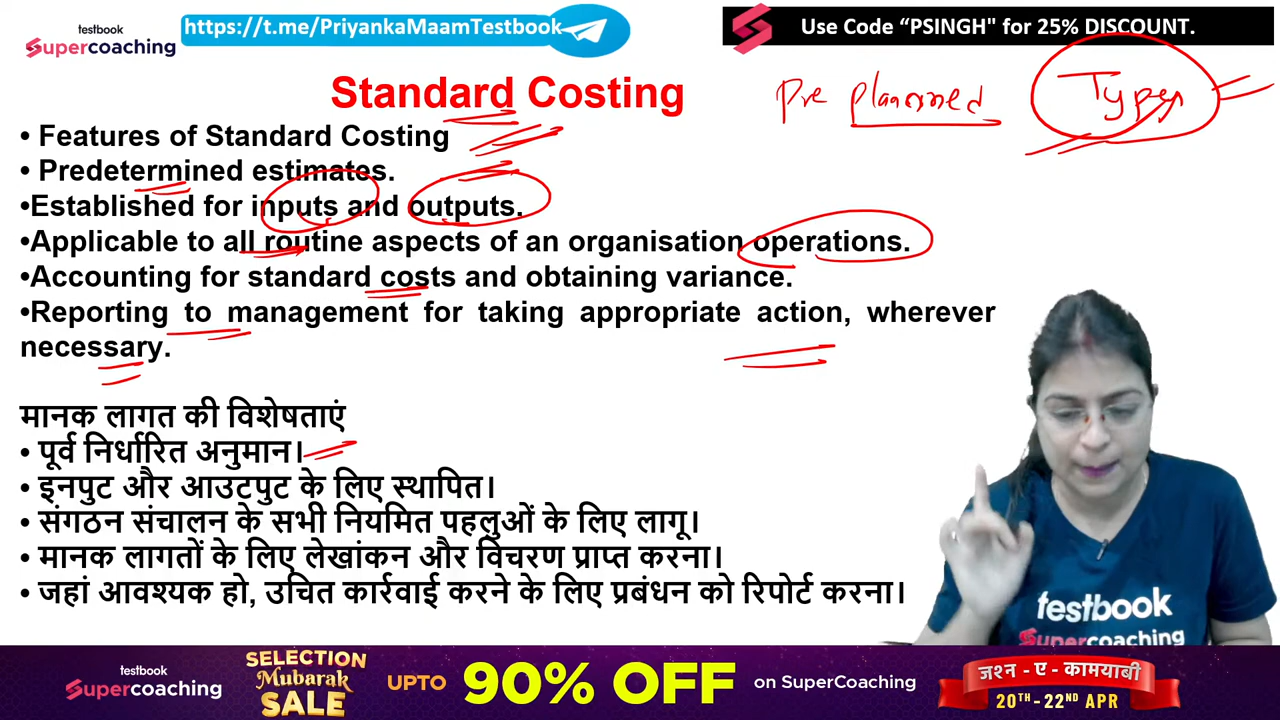 testbook
Supercoaching
https://t.me/PriyankaMaamTestbook
Use Code “PSINGH" for 25% DISCOUNT.
Standard Costing
Pre planned
Types
• Features of Standard Costing
• Predetermined estimates.
•Established for inputs and outputs.
•Applicable to all routine aspects of an organisation operations.
•Accounting for standard costs and obtaining variance.
•Reporting to management for taking appropriate action, wherever
necessary.
मानक लागत की विशेषताएं
• पूर्व निर्धारित अनुमान।
• इनपुट और आउटपुट के लिए स्थापित।
• संगठन संचालन के सभी नियमित पहलुओं के लिए लागू।
• मानक लागतों के लिए लेखांकन और विचरण प्राप्त करना।
• जहां आवश्यक हो, उचित कार्रवाई करने के लिए प्रबंधन को रिपोर्ट करना।
testbook
Supercoaching
testbook
Supercoaching
SELECTION
Mubarak
SALE
UPTO 90% OFF on SuperCoaching
जश्न - ए - कामयाबी
20TH - 22ND APR